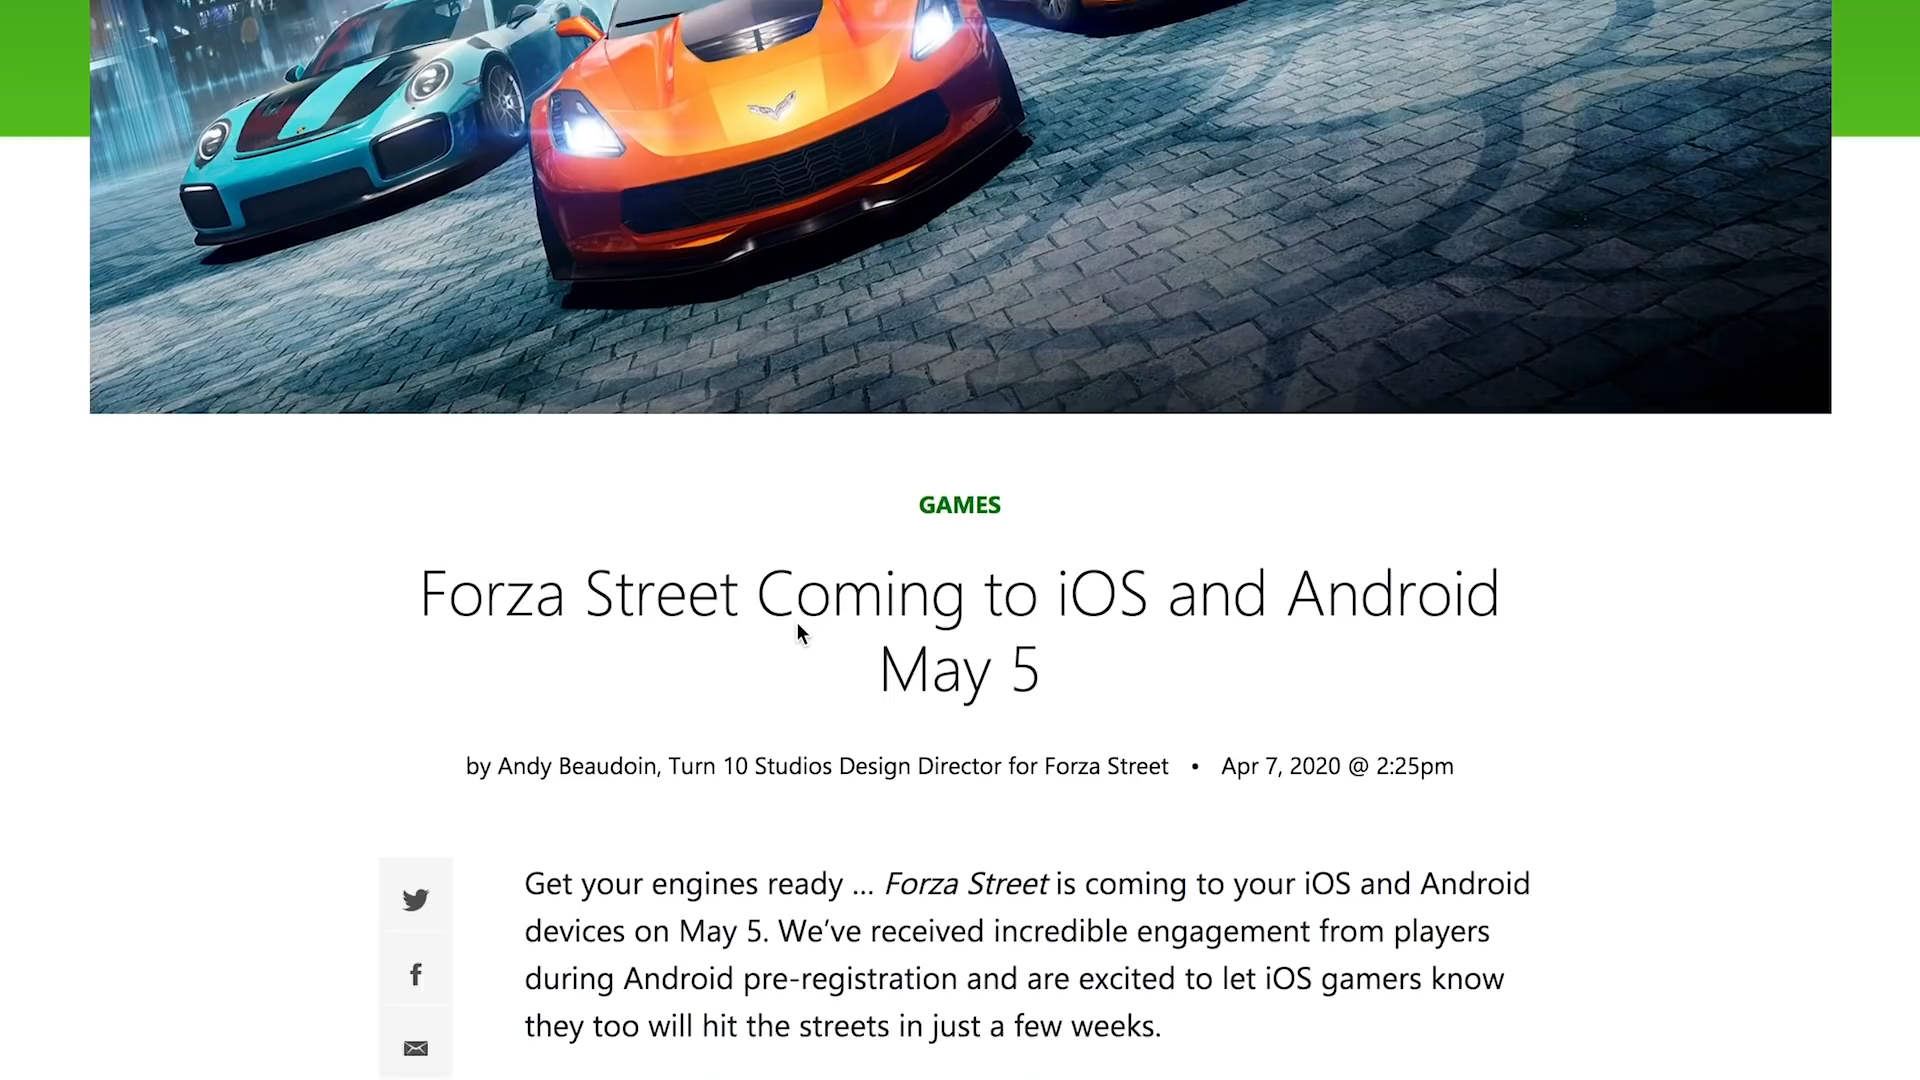 GAMES
Forza Street Coming to iOS and Android
May 5
by Andy Beaudoin, Turn 10 Studios Design Director for Forza Street • Apr 7, 2020 @ 2:25pm
Get your engines ready ... Forza Street is coming to your iOS and Android
devices on May 5. We’ve received incredible engagement from players
during Android pre-registration and are excited to let iOS gamers know
they too will hit the streets in just a few weeks.